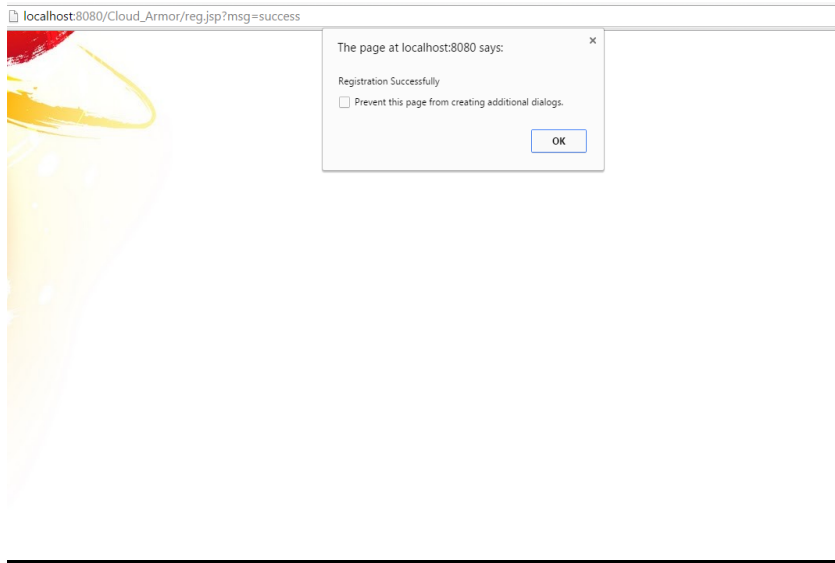 localhost:8080/Cloud_Armor/reg.jsp?msg=success
The page at localhost:8080 says:
×
Registration Successfully
Prevent this page from creating additional dialogs.
OK